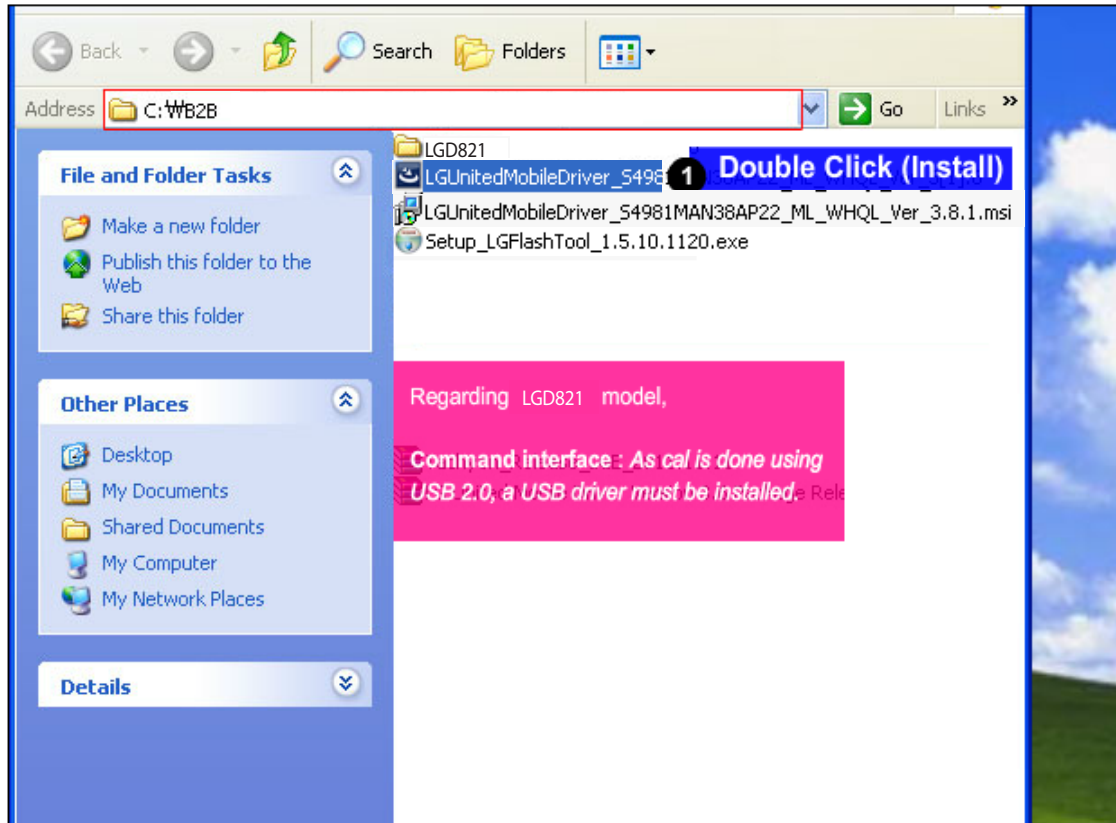 Back Search Folders
Address C:₩B2B Go Links »
File and Folder Tasks
Make a new folder
Publish this folder to the
Web
Share this folder
Other Places
Desktop
My Documents
Shared Documents
My Computer
My Network Places
Details
LGD821
LGUnitedMobileDriver_S498 1 Double Click (Install)
LGUnitedMobileDriver_S4981MAN38AP22_ML_WHQL_Ver_3.8.1.msi
Setup_LGFlashTool_1.5.10.1120.exe
Regarding LGD821 model,
Command interface : As cal is done using
USB 2.0, a USB driver must be installed.